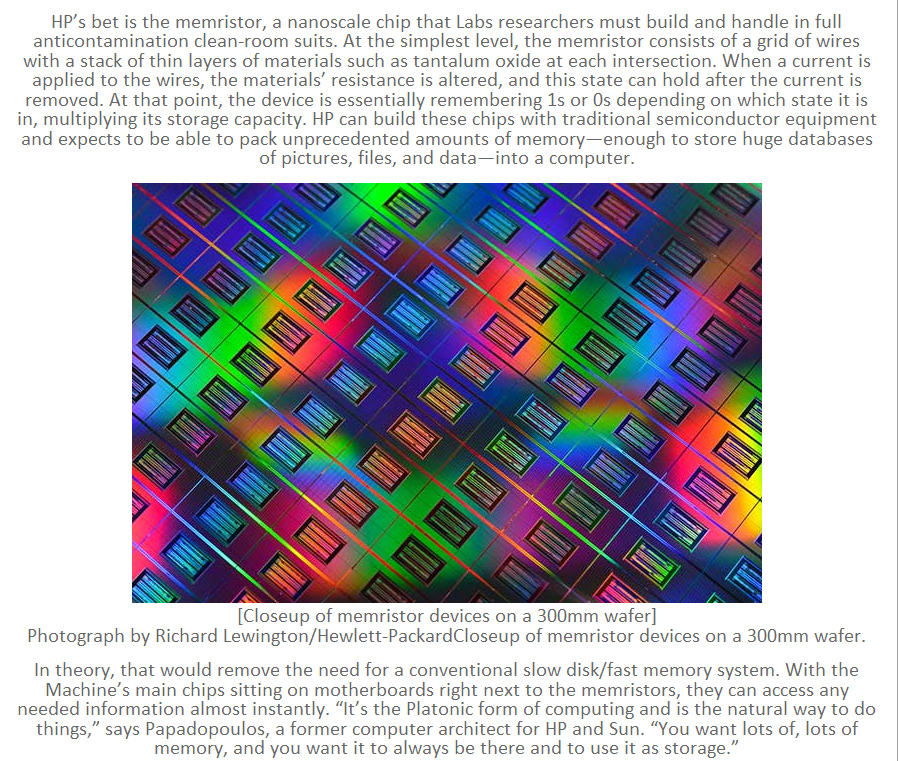 HP’s bet is the memristor, a nanoscale chip that Labs researchers must build and handle in full
anticontamination clean-room suits. At the simplest level, the memristor consists of a grid of wires
with a stack of thin layers of materials such as tantalum oxide at each intersection. When a current is
applied to the wires, the materials’ resistance is altered, and this state can hold after the current is
removed. At that point, the device is essentially remembering 1s or 0s depending on which state it is
in, multiplying its storage capacity. HP can build these chips with traditional semiconductor equipment
and expects to be able to pack unprecedented amounts of memory—enough to store huge databases
of pictures, files, and data—into a computer.
[Closeup of memristor devices on a 300mm wafer]
Photograph by Richard Lewington/Hewlett-PackardCloseup of memristor devices on a 300mm wafer.
In theory, that would remove the need for a conventional slow disk/fast memory system. With the
Machine’s main chips sitting on motherboards right next to the memristors, they can access any
needed information almost instantly. “It’s the Platonic form of computing and is the natural way to do
things,” says Papadopoulos, a former computer architect for HP and Sun. “You want lots of, lots of
memory, and you want it to always be there and to use it as storage.”